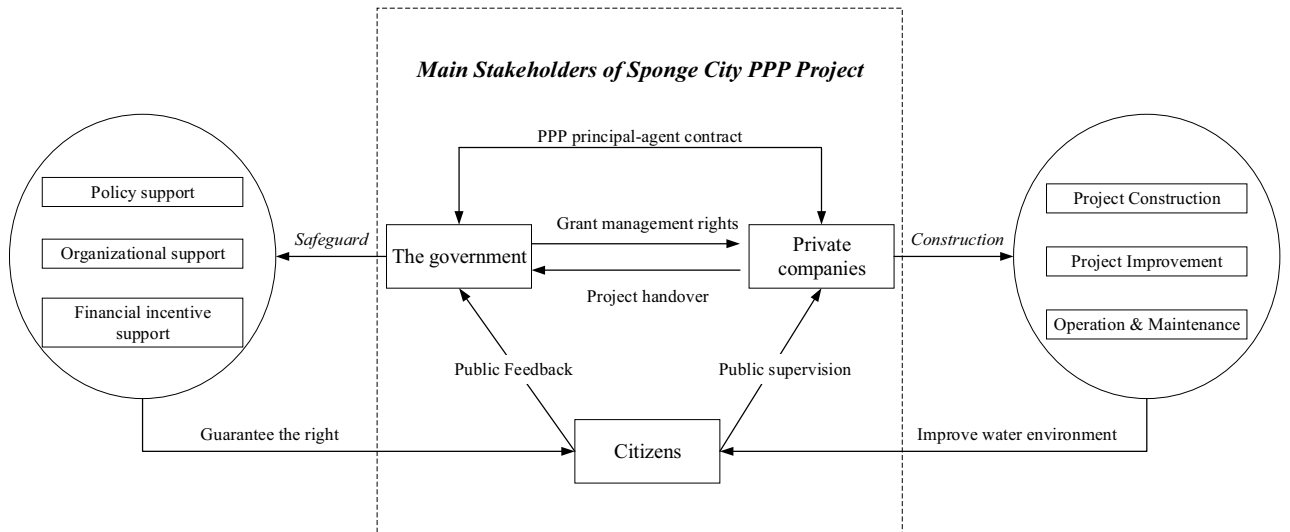 Main Stakeholders of Sponge City PPP Project
PPP principal-agent contract
Policy support
Organizational support
Financial incentive
support
Safeguard
The government
Grant management rights
Project handover
Private
companies
Construction
Project Construction
Project Improvement
Operation & Maintenance
Public Feedback
Public supervision
Guarantee the right
Citizens
Improve water environment